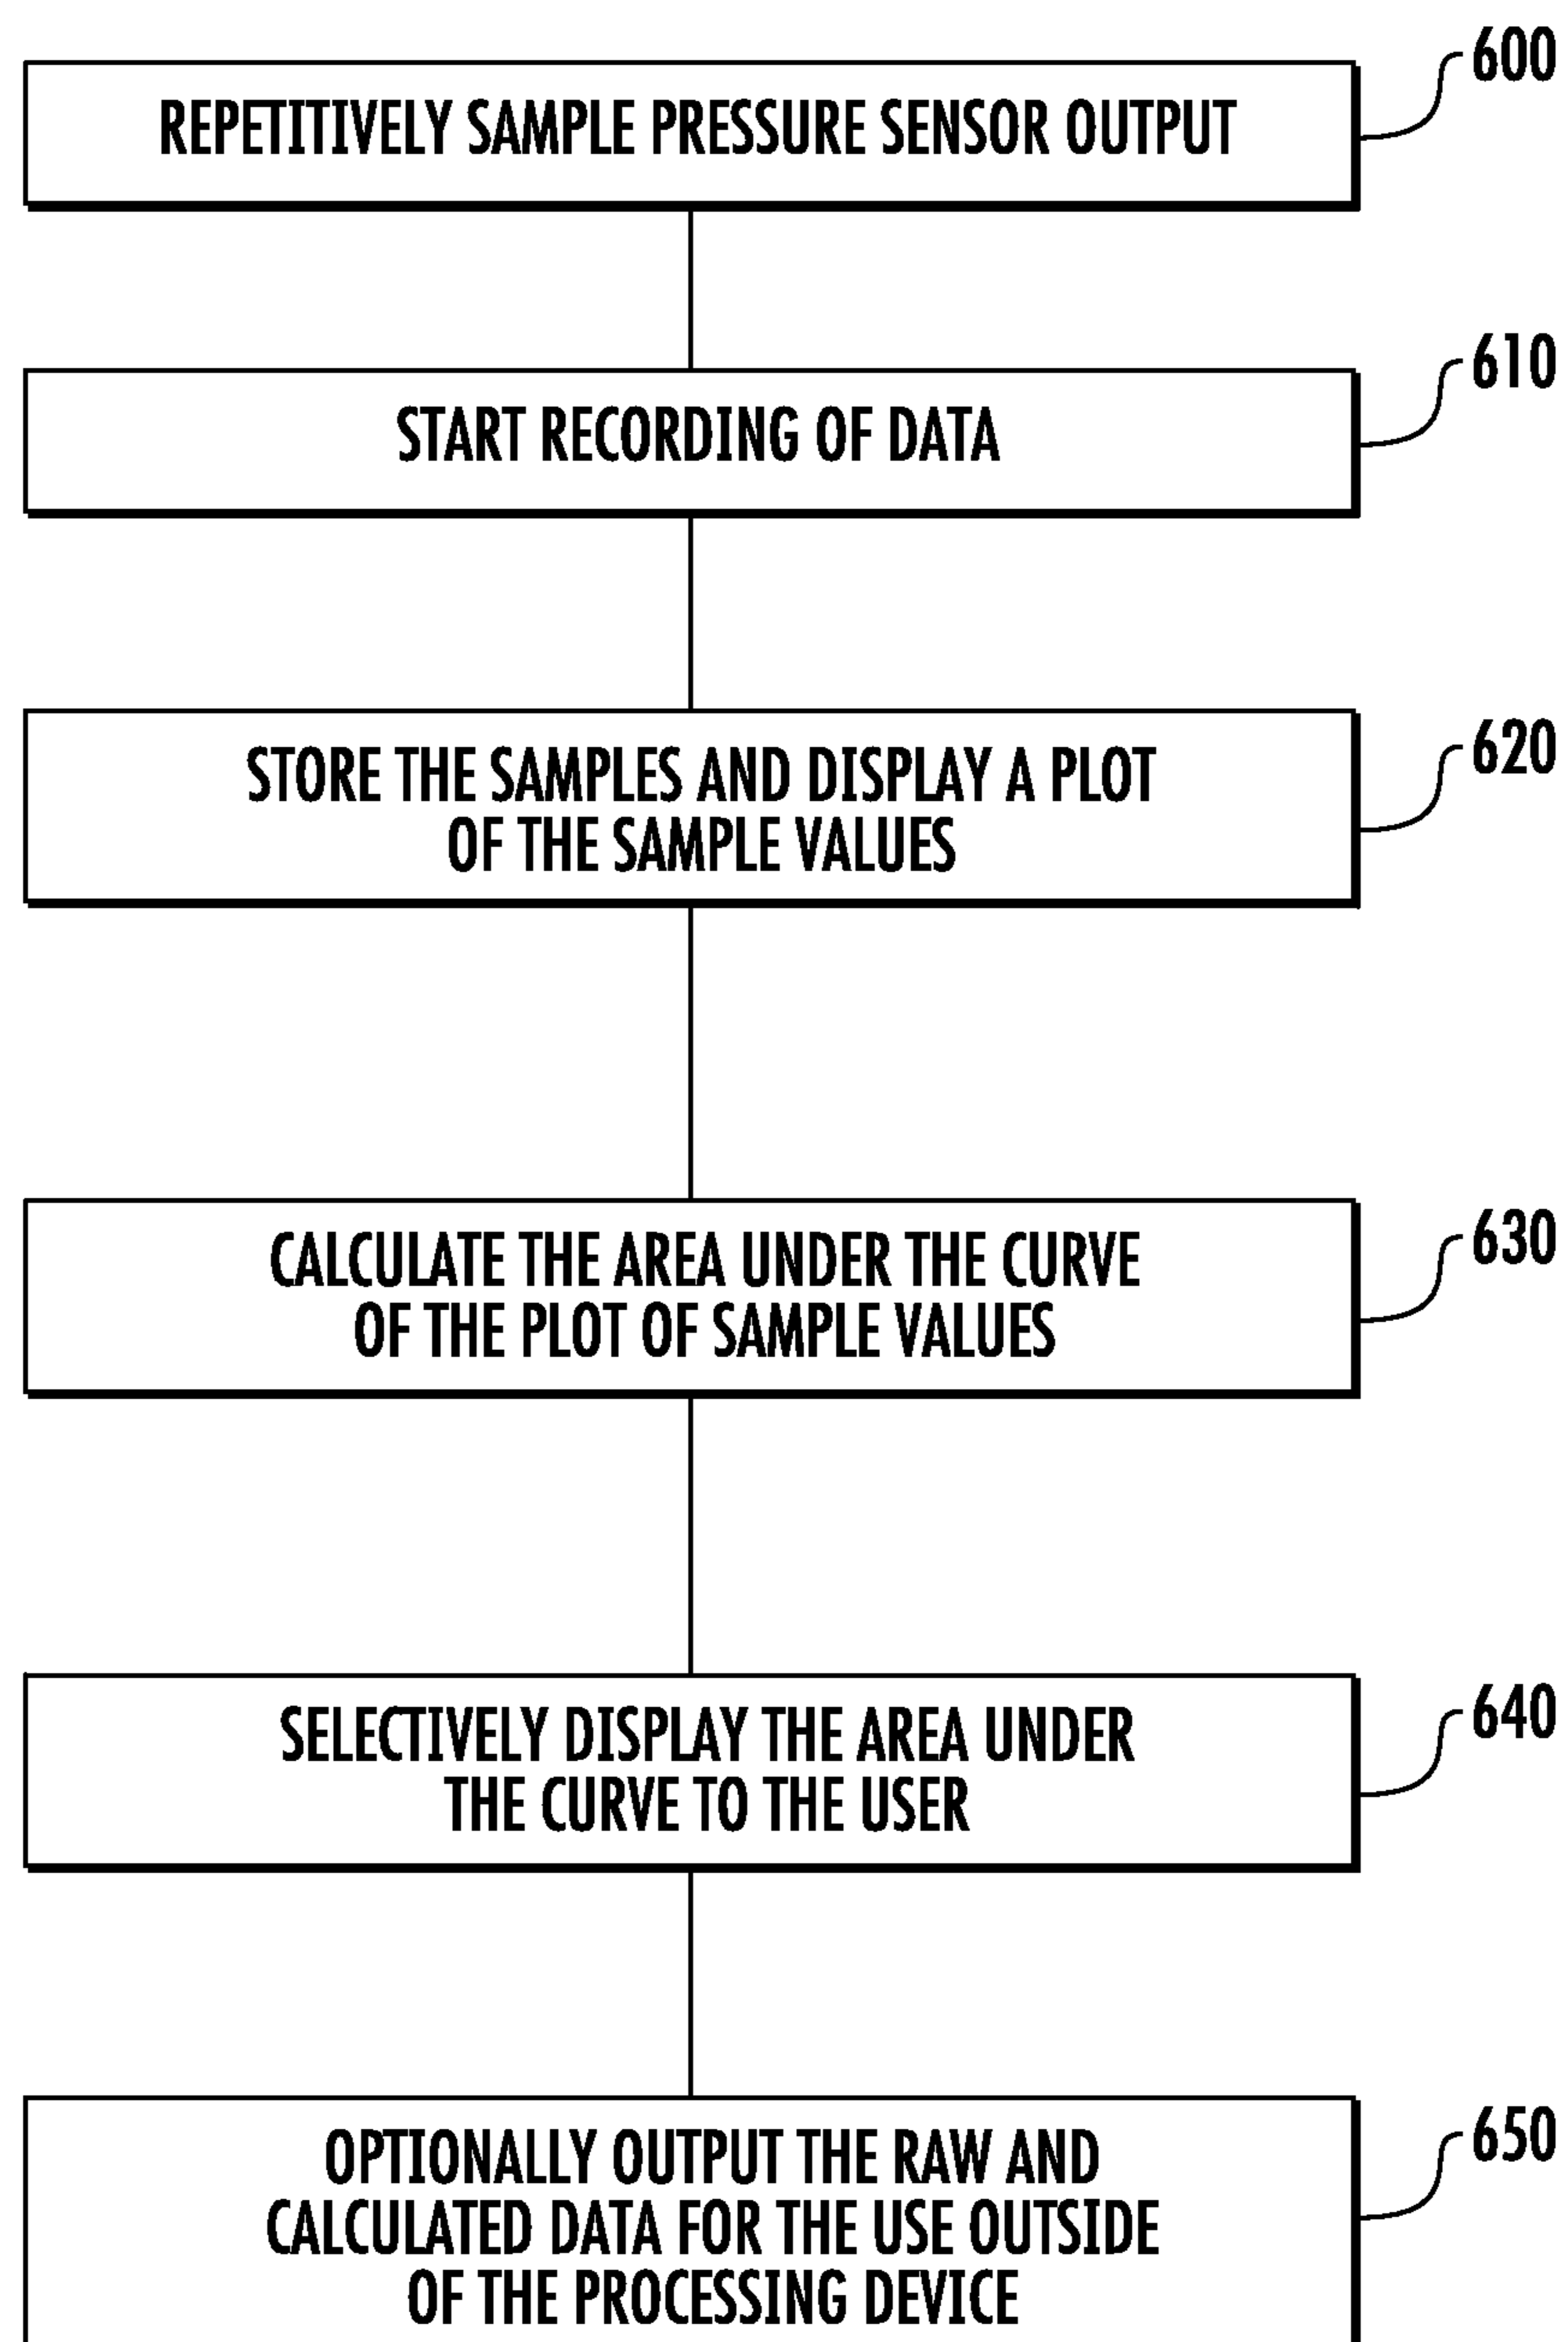 600
REPETITIVELY SAMPLE PRESSURE SENSOR OUTPUT
610
START RECORDING OF DATA
620
STORE THE SAMPLES AND DISPLAY A PLOT
OF THE SAMPLE VALUES
630
CALCULATE THE AREA UNDER THE CURVE
OF THE PLOT OF SAMPLE VALUES
640
SELECTIVELY DISPLAY THE AREA UNDER
THE CURVE TO THE USER
650
OPTIONALLY OUTPUT THE RAW AND
CALCULATED DATA FOR THE USE OUTSIDE
OF THE PROCESSING DEVICE